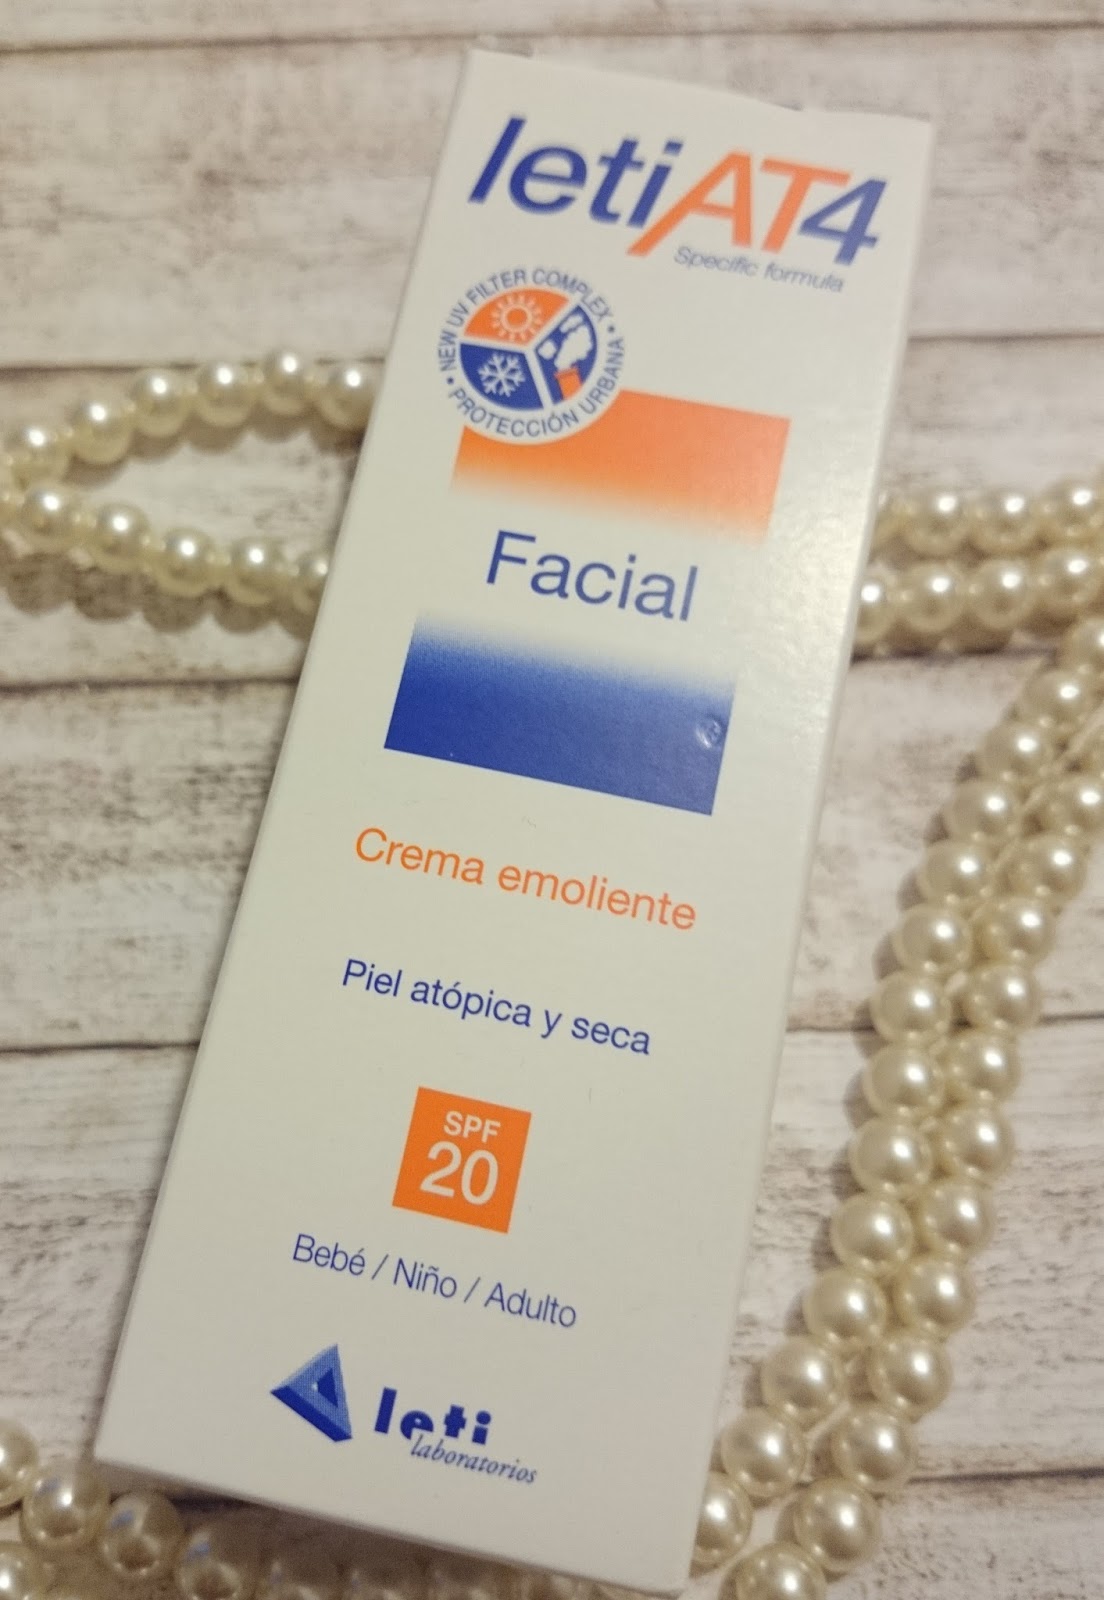 letiAT4
Specific formula
• NEW UV FILTER COMPLEX •
PROTECCIÓN URBANA
Facial
Crema emoliente
Piel atópica y seca
SPF
20
Bebé / Niño / Adulto
leti
laboratorios